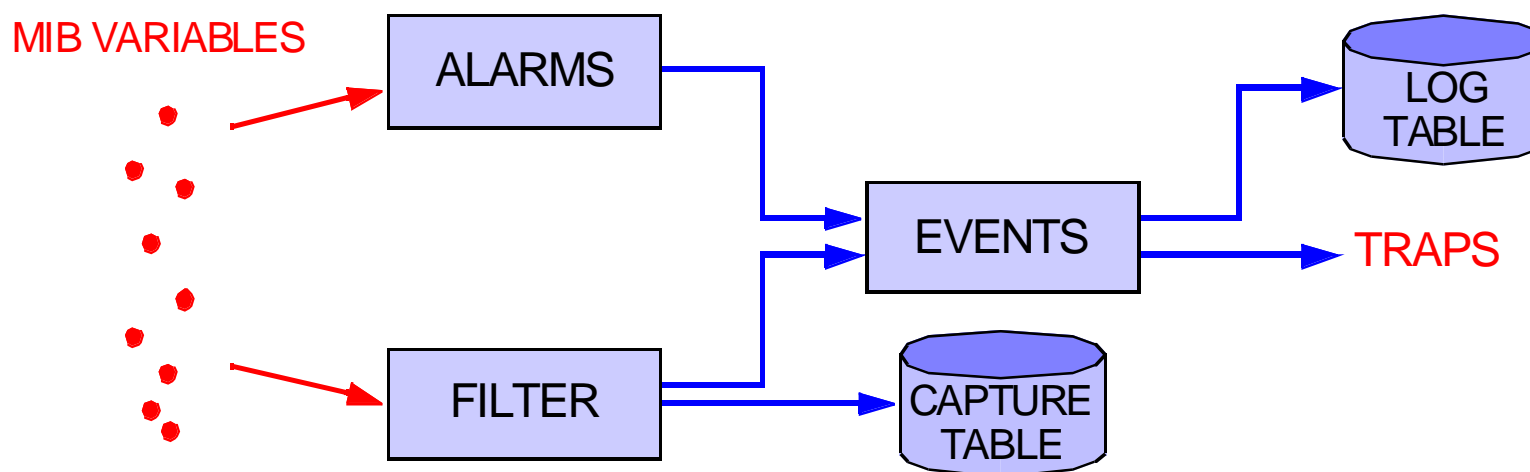 MIB VARIABLES
ALARMS
LOG
TABLE
EVENTS
TRAPS
FILTER
CAPTURE
TABLE